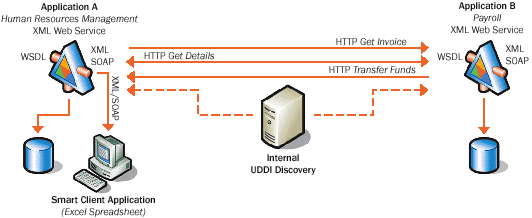 Application A
Human Resources Management
XML Web Service
Application B
Payroll
XML Web Service
WSDL
XML
SOAP
HTTP Get Invoice
HTTP Get Details
HTTP Transfer Funds
WSDL
XML
SOAP
XML/SOAP
Internal
UDDI Discovery
Smart Client Application
(Excel Spreadsheet)